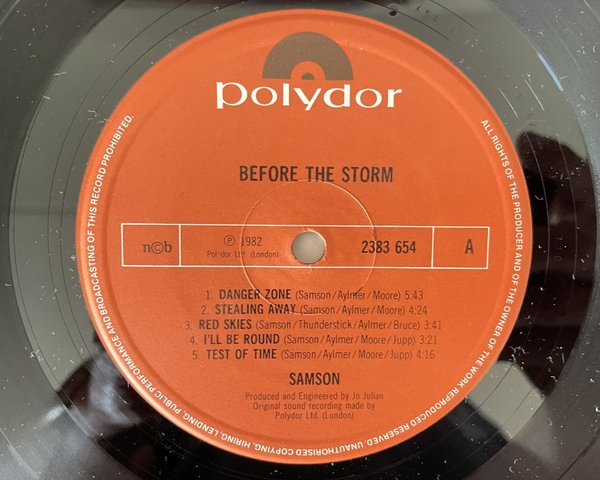 polydor
BEFORE THE STORM
n©b
℗ 1982
Polydor Ltd. (London)
2383 654
A
1. DANGER ZONE (Samson/Aylmer/Moore) 5:43
2. STEALING AWAY (Samson/Aylmer/Moore) 4:24
3. RED SKIES (Samson/Thunderstick/Aylmer/Bruce) 3:41
4. I'LL BE ROUND (Samson/Aylmer/Moore/Jupp) 3:21
5. TEST OF TIME (Samson/Aylmer/Moore/Jupp) 4:16
SAMSON
Produced and Engineered by Jo Julian
Original sound recording made by
Polydor Ltd. (London)
ALL RIGHTS OF THE PRODUCER AND OF THE OWNER OF THE WORK REPRODUCED RESERVED. UNAUTHORISED COPYING, HIRING, LENDING, PUBLIC PERFORMANCE AND BROADCASTING OF THIS RECORD PROHIBITED.